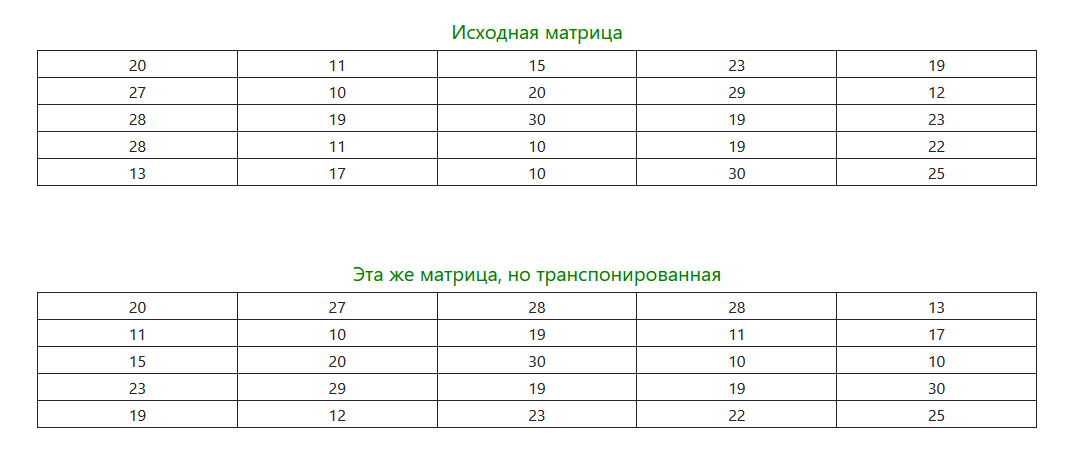 Исходная матрица
20 11 15 23 19
27 10 20 29 12
28 19 30 19 23
28 11 10 19 22
13 17 10 30 25
Эта же матрица, но транспонированная
20 27 28 28 13
11 10 19 11 17
15 20 30 10 10
23 29 19 19 30
19 12 23 22 25